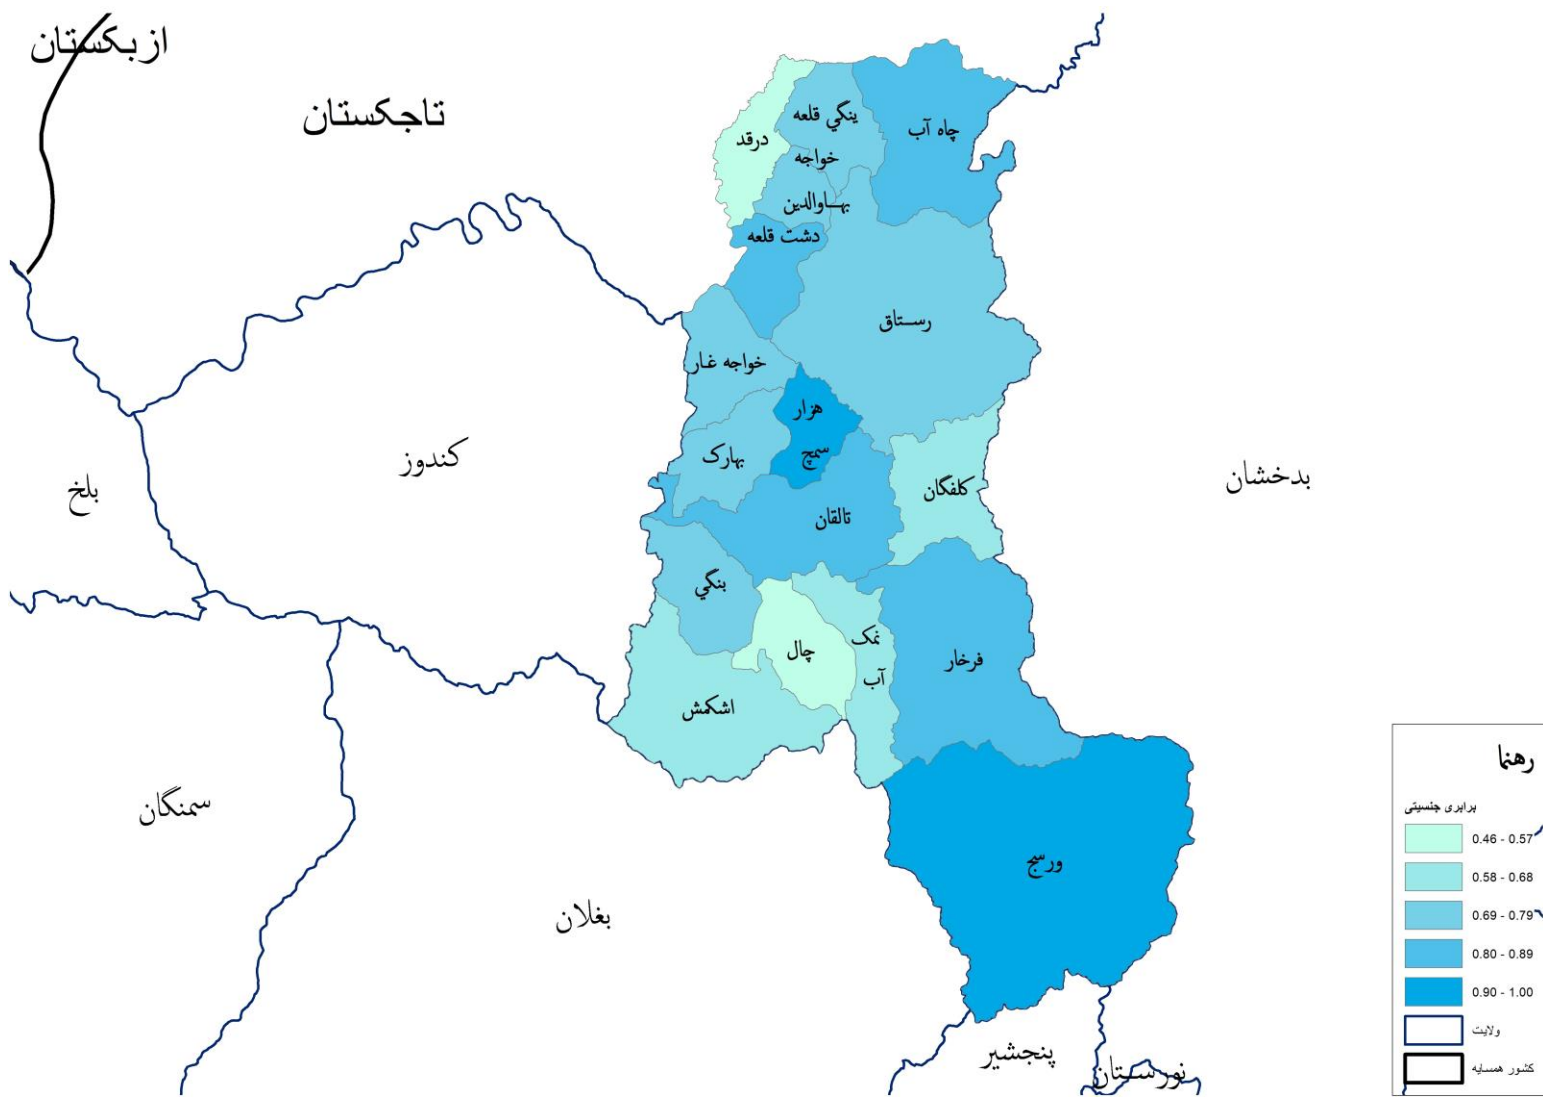 ازبکستان
تاجکستان
ینگي قلعه
چاه آب
درقد
خواجه
بهاوالدین
دشت قلعه
رستاق
خواجه غار
هزار
سمچ
بهارک
کندوز
کلفگان
بدخشان
بلخ
تالقان
بنگي
نمک
آب
چال
فرخار
اشکمش
سمنگان
ورسج
بغلان
پنجشیر
نورستان
رهنما
برابری جنسیتی
0.46 - 0.57
0.58 - 0.68
0.69 - 0.79
0.80 - 0.89
0.90 - 1.00
ولایت
کشور همسایه